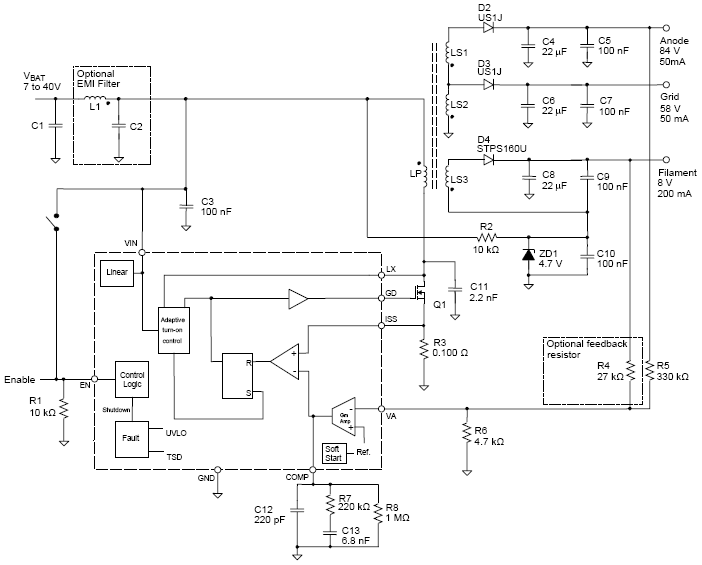 D2
US1J
LS1
C4
22 µF
C5
100 nF
Anode
84 V
50mA
VBAT
7 to 40V
Optional
EMI Filter
L1
C1
C2
D3
US1J
LS2
C6
22 µF
C7
100 nF
Grid
58 V
50 mA
D4
STPS160U
LP
LS3
C8
22 µF
C9
100 nF
Filament
8 V
200 mA
C3
100 nF
R2
10 kΩ
ZD1
4.7 V
C10
100 nF
VIN
Linear
LX
C11
2.2 nF
GD
Q1
Adaptive
turn-on
control
ISS
R3
0.100 Ω
Optional feedback
resistor
R4
27 kΩ
R5
330 kΩ
R
S
+
-
Enable
EN
R1
10 kΩ
Control
Logic
Shutdown
Fault
UVLO
TSD
Gm
Amp
-
+
VA
R6
4.7 kΩ
Soft
Start
Ref.
GND
COMP
C12
220 pF
R7
220 kΩ
C13
6.8 nF
R8
1 MΩ